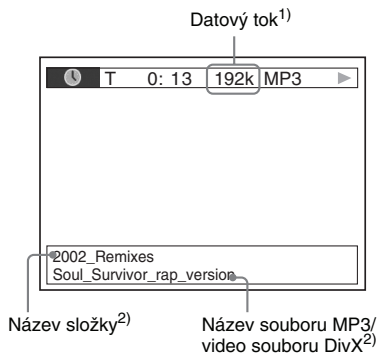 Datový tok1)
T 0: 13 192k MP3
2002_Remixes
Soul_Survivor_rap_version
Název složky2)
Název souboru MP3/
video souboru DivX2)